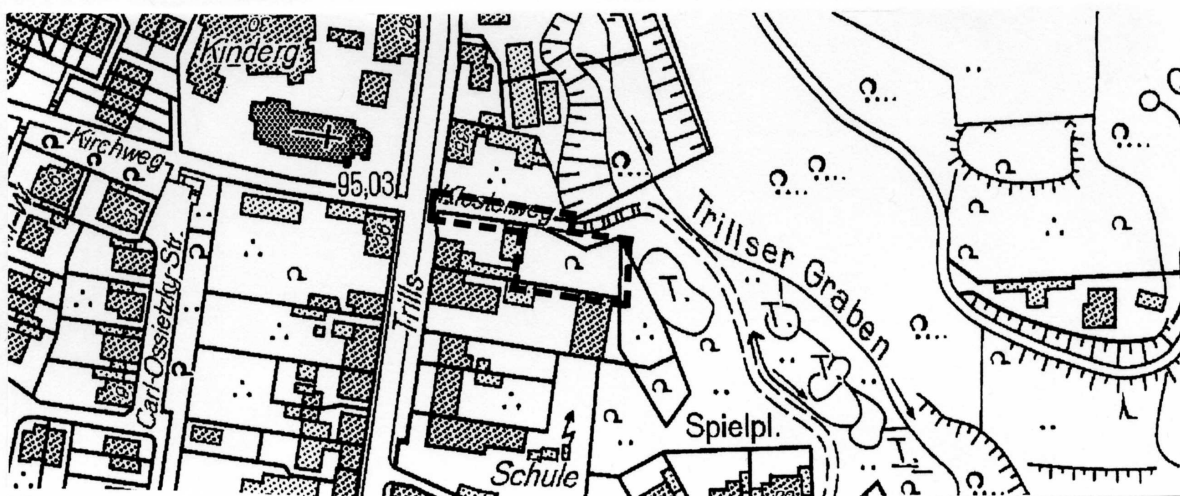 Kinderg.
Kirchweg
95,03
Klosterweg
Trills
Carl-Ossietzky-Str.
Trillser Graben
T.
T.
T.
T.
Spielpl.
Schule